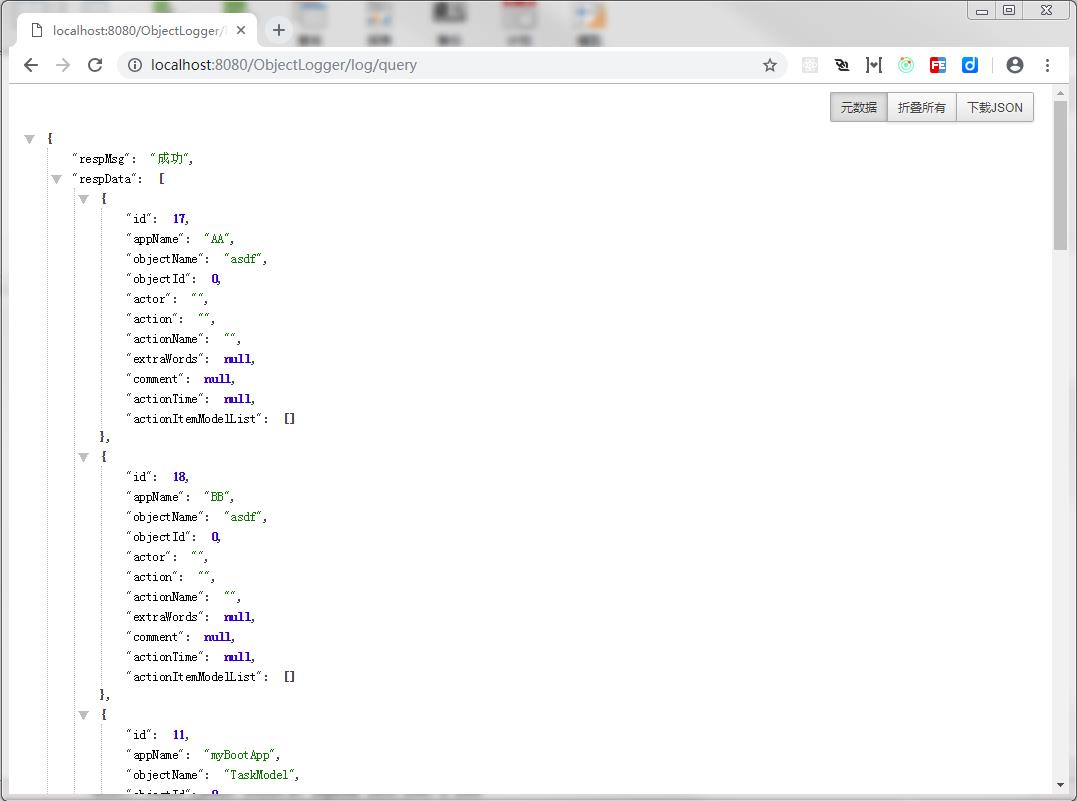 localhost:8080/ObjectLogger/l
localhost:8080/ObjectLogger/log/query
元数据 折叠所有 下载JSON
{
"respMsg": "成功",
"respData": [
{
"id": 17,
"appName": "AA",
"objectName": "asdf",
"objectId": 0,
"actor": "",
"action": "",
"actionName": "",
"extraWords": null,
"comment": null,
"actionTime": null,
"actionItemModelList": []
},
{
"id": 18,
"appName": "BB",
"objectName": "asdf",
"objectId": 0,
"actor": "",
"action": "",
"actionName": "",
"extraWords": null,
"comment": null,
"actionTime": null,
"actionItemModelList": []
},
{
"id": 11,
"appName": "myBootApp",
"objectName": "TaskModel",
"objectId": 0